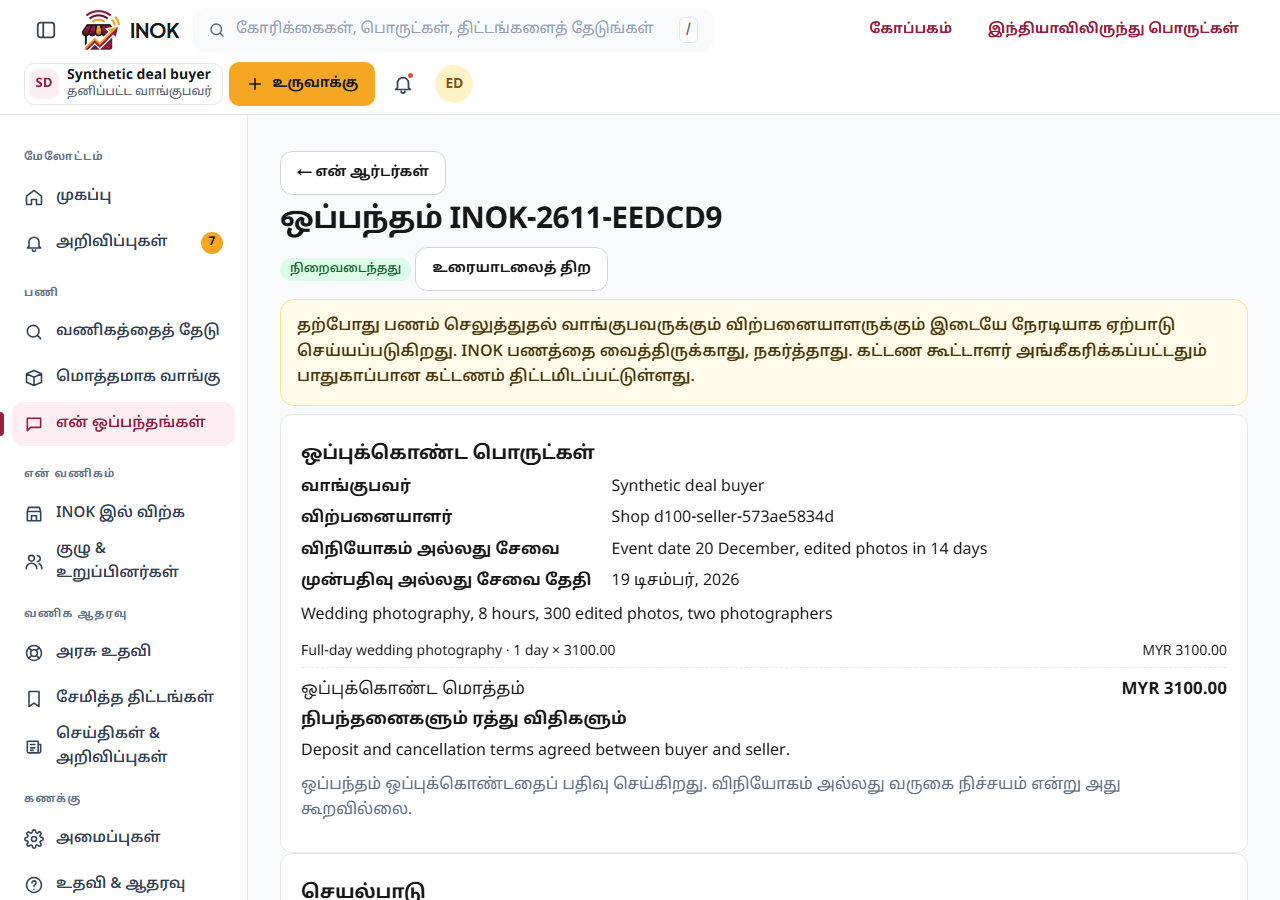 INOK
கோரிக்கைகள், பொருட்கள், திட்டங்களைத் தேடுங்கள்
/
கோப்பகம்
இந்தியாவிலிருந்து பொருட்கள்
SD
Synthetic deal buyer
தனிப்பட்ட வாங்குபவர்
+ உருவாக்கு
ED
மேலோட்டம்
முகப்பு
அறிவிப்புகள்
7
பணி
வணிகத்தைத் தேடு
மொத்தமாக வாங்கு
என் ஒப்பந்தங்கள்
என் வணிகம்
INOK இல் விற்க
குழு &
உறுப்பினர்கள்
வணிக ஆதரவு
அரசு உதவி
சேமித்த திட்டங்கள்
செய்திகள் &
அறிவிப்புகள்
கணக்கு
அமைப்புகள்
உதவி & ஆதரவு
← என் ஆர்டர்கள்
ஒப்பந்தம் INOK-2611-EEDCD9
நிறைவடைந்தது
உரையாடலைத் திற
தற்போது பணம் செலுத்துதல் வாங்குபவருக்கும் விற்பனையாளருக்கும் இடையே நேரடியாக ஏற்பாடு
செய்யப்படுகிறது. INOK பணத்தை வைத்திருக்காது, நகர்த்தாது. கட்டண கூட்டாளர் அங்கீகரிக்கப்பட்டதும்
பாதுகாப்பான கட்டணம் திட்டமிடப்பட்டுள்ளது.
ஒப்புக்கொண்ட பொருட்கள்
வாங்குபவர் Synthetic deal buyer
விற்பனையாளர் Shop d100-seller-573ae5834d
விநியோகம் அல்லது சேவை Event date 20 December, edited photos in 14 days
முன்பதிவு அல்லது சேவை தேதி 19 டிசம்பர், 2026
Wedding photography, 8 hours, 300 edited photos, two photographers
Full-day wedding photography · 1 day × 3100.00 MYR 3100.00
ஒப்புக்கொண்ட மொத்தம் MYR 3100.00
நிபந்தனைகளும் ரத்து விதிகளும்
Deposit and cancellation terms agreed between buyer and seller.
ஒப்பந்தம் ஒப்புக்கொண்டதைப் பதிவு செய்கிறது. விநியோகம் அல்லது வருகை நிச்சயம் என்று அது
கூறவில்லை.
செயல்பாடு